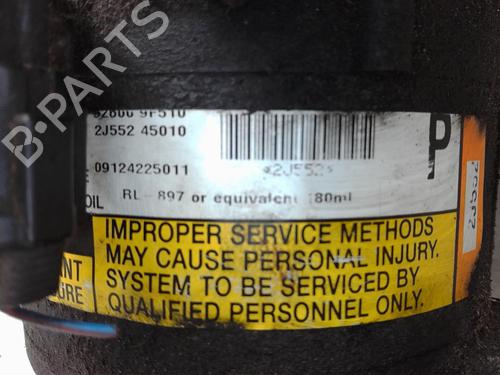 92600 9F510
2J552 45010
*2J552*
P
09124225011
OIL
RL-897 or equivalent 180ml
2J552
IMPROPER SERVICE METHODS
MAY CAUSE PERSONAL INJURY.
SYSTEM TO BE SERVICED BY
QUALIFIED PERSONNEL ONLY.
B-PARTS